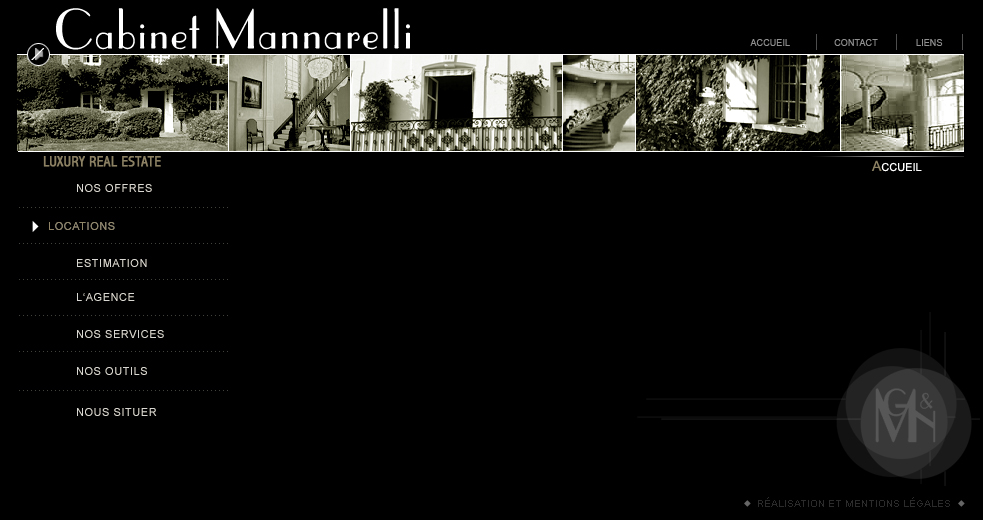 Cabinet Mannarelli
ACCUEIL CONTACT LIENS
LUXURY REAL ESTATE
ACCUEIL
NOS OFFRES
LOCATIONS
ESTIMATION
L'AGENCE
NOS SERVICES
NOS OUTILS
NOUS SITUER
G&
MN
RÉALISATION ET MENTIONS LÉGALES